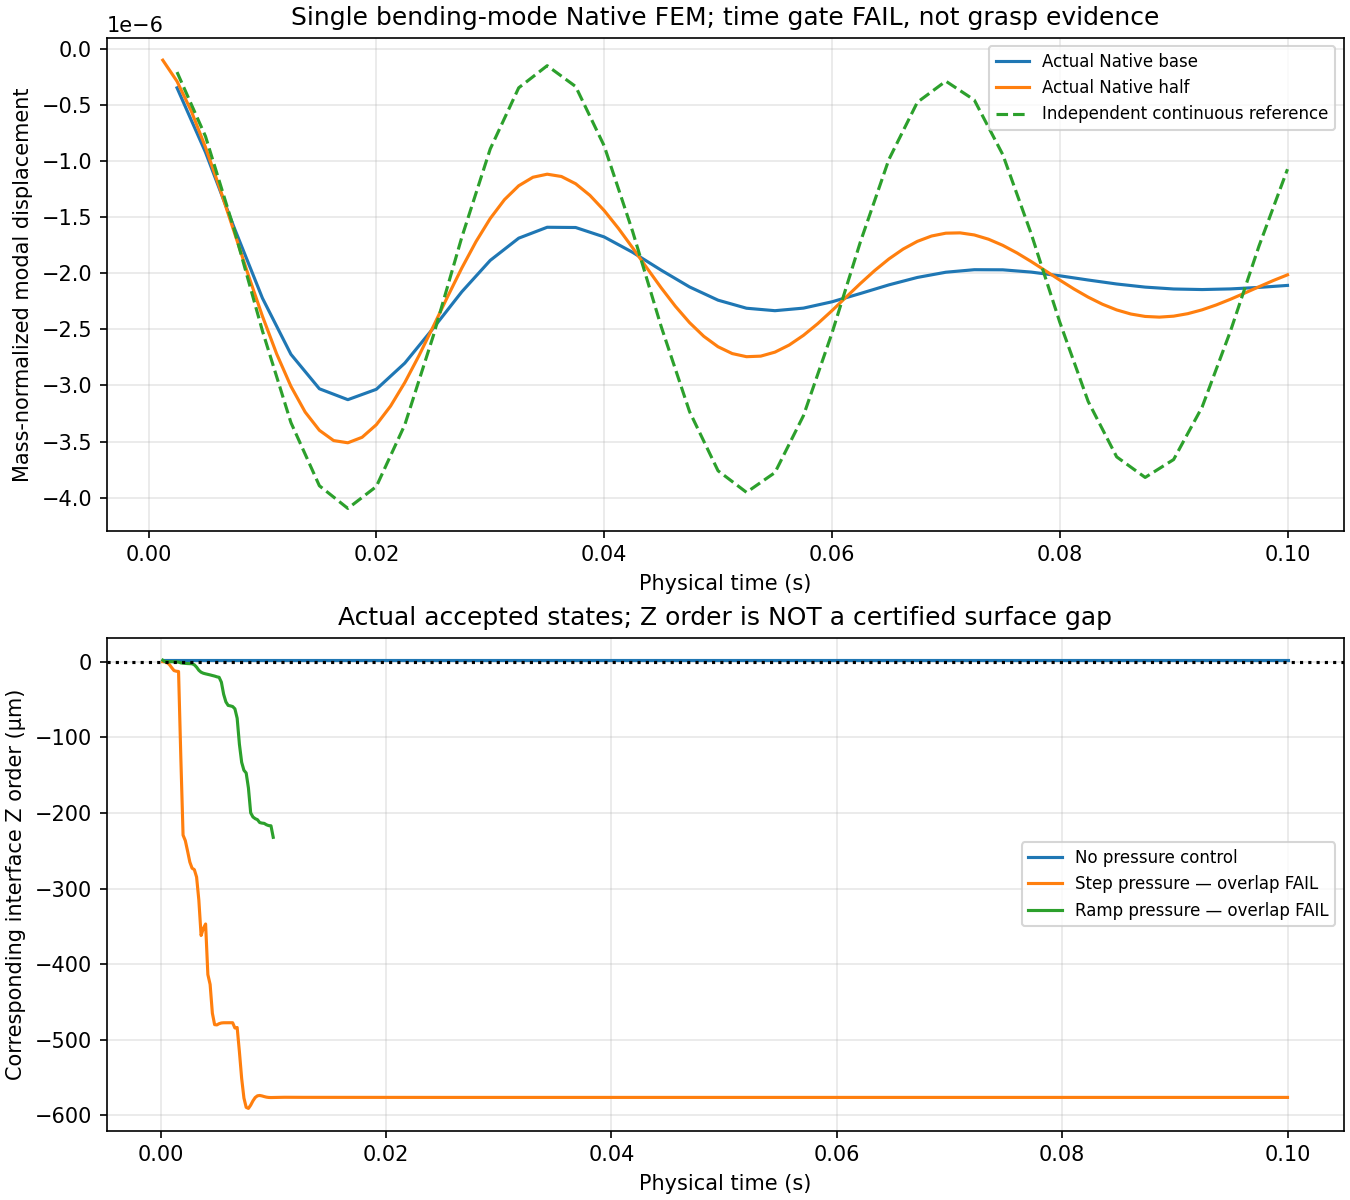 Single bending-mode Native FEM; time gate FAIL, not grasp evidence
1e−6
Mass-normalized modal displacement
0.0
−0.5
−1.0
−1.5
−2.0
−2.5
−3.0
−3.5
−4.0
Actual Native base
Actual Native half
Independent continuous reference
0.00 0.02 0.04 0.06 0.08 0.10
Physical time (s)
Actual accepted states; Z order is NOT a certified surface gap
Corresponding interface Z order (μm)
0
−100
−200
−300
−400
−500
−600
No pressure control
Step pressure — overlap FAIL
Ramp pressure — overlap FAIL
0.00 0.02 0.04 0.06 0.08 0.10
Physical time (s)